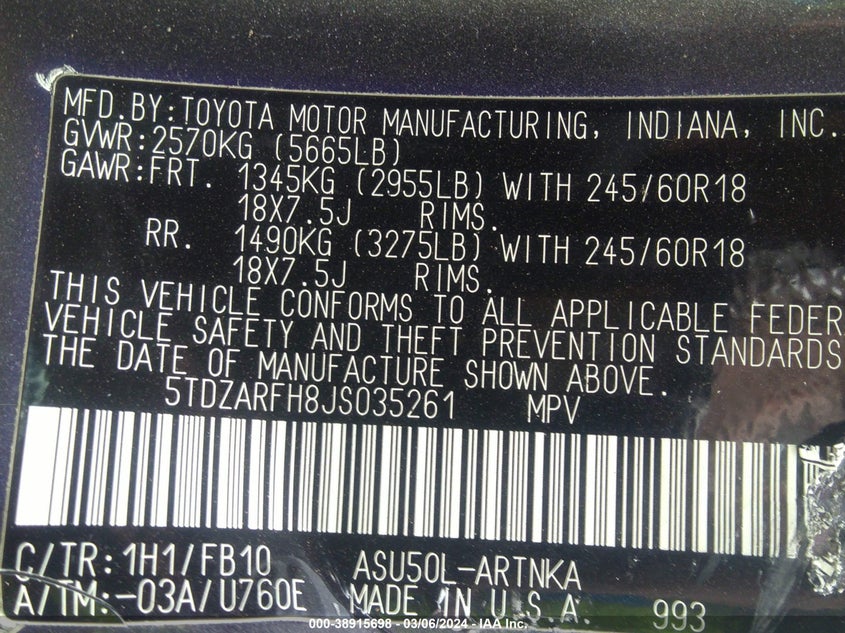 MFD.BY:TOYOTA MOTOR MANUFACTURING, INDIANA, INC.
GVWR:2570KG (5665LB)
GAWR:FRT. 1345KG (2955LB) WITH 245/60R18
18X7.5J RIMS.
RR. 1490KG (3275LB) WITH 245/60R18
18X7.5J RIMS.
THIS VEHICLE CONFORMS TO ALL APPLICABLE FEDER
VEHICLE SAFETY AND THEFT PREVENTION STANDARDS
THE DATE OF MANUFACTURE SHOWN ABOVE.
5TDZARFH8JS035261 MPV
C/TR:1H1/FB10 ASU50L-ARTNKA
A/TM:-03A/U760E MADE IN U.S.A. 993
000-38915698 - 03/06/2024 - IAA Inc.